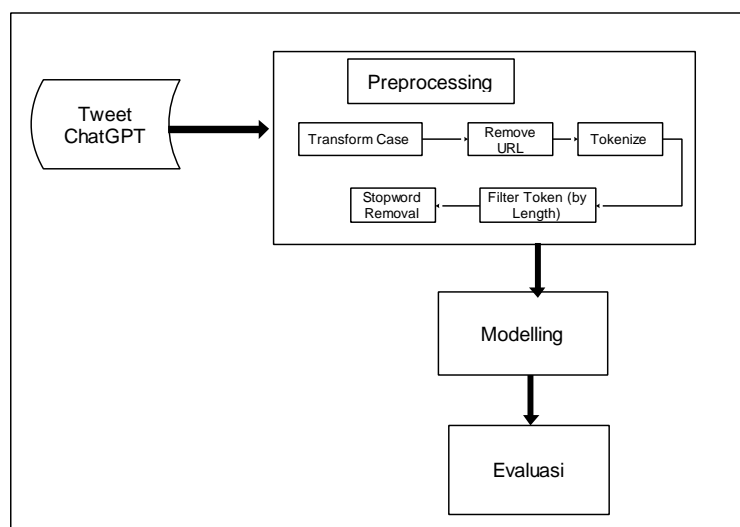 Tweet
ChatGPT
Preprocessing
Transform Case
Remove
URL
Tokenize
Stopword
Removal
Filter Token (by
Length)
Modelling
Evaluasi